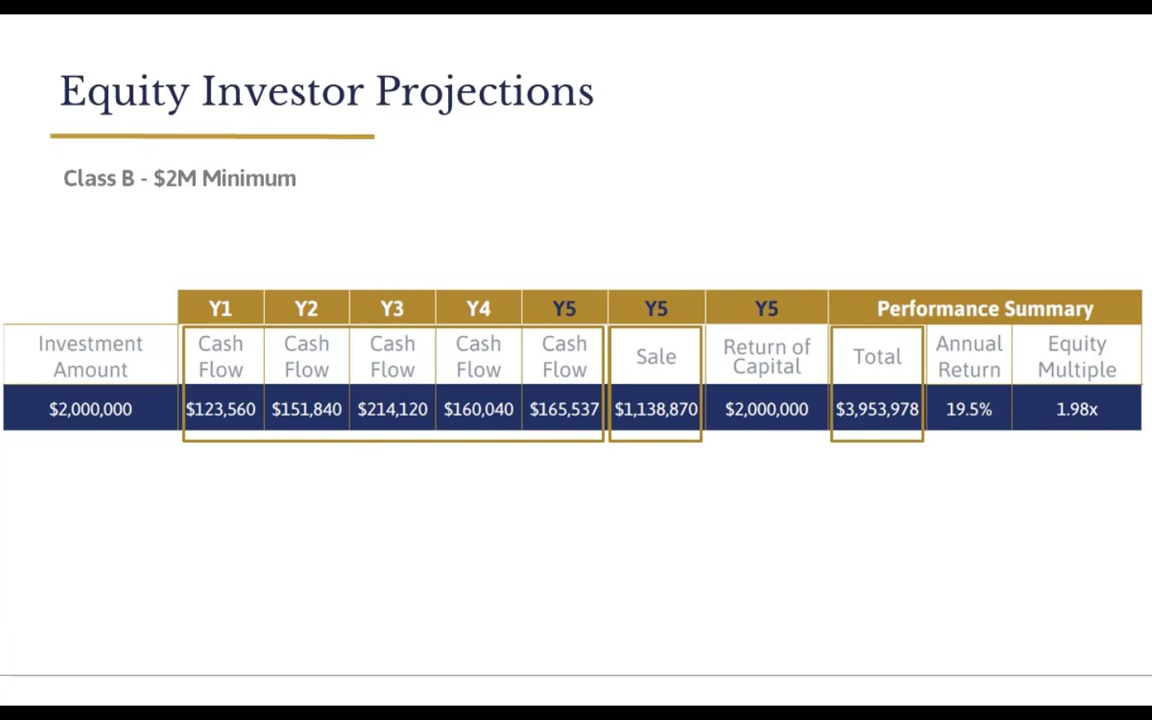 Equity Investor Projections
Class B - $2M Minimum
Y1 Y2 Y3 Y4 Y5 Y5 Y5 Performance Summary
Investment Amount Cash Flow Cash Flow Cash Flow Cash Flow Cash Flow Sale Return of Capital Total Annual Return Equity Multiple
$2,000,000 $123,560 $151,840 $214,120 $160,040 $165,537 $1,138,870 $2,000,000 $3,953,978 19.5% 1.98x